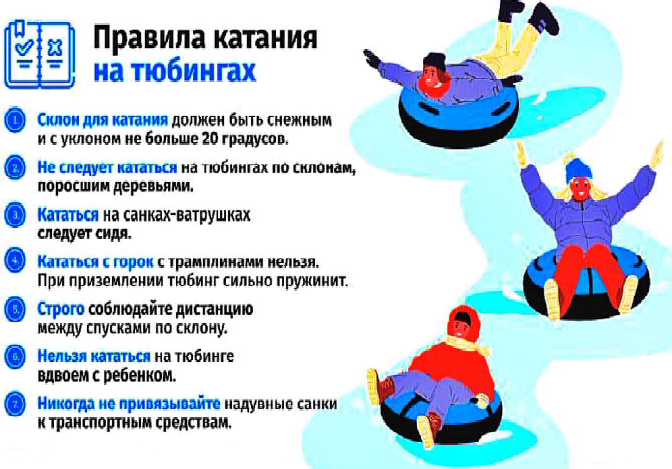 Правила катания
на тюбингах
1. Склон для катания должен быть снежным
и с уклоном не больше 20 градусов.
2. Не следует кататься на тюбингах по склонам,
поросшим деревьями.
3. Кататься на санках-ватрушках
следует сидя.
4. Кататься с горок с трамплинами нельзя.
При приземлении тюбинг сильно пружинит.
5. Строго соблюдайте дистанцию
между спусками по склону.
6. Нельзя кататься на тюбинге
вдвоем с ребенком.
7. Никогда не привязывайте надувные санки
к транспортным средствам.